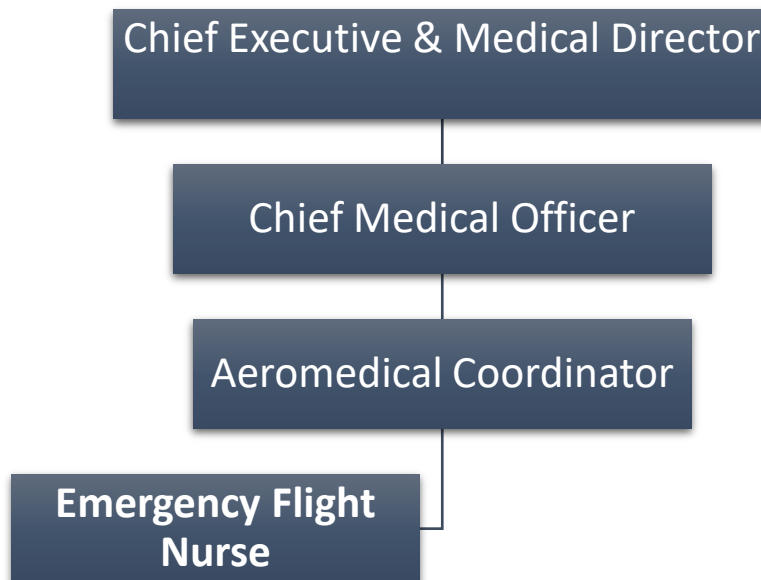 Chief Executive & Medical Director
Chief Medical Officer
Aeromedical Coordinator
Emergency Flight
Nurse